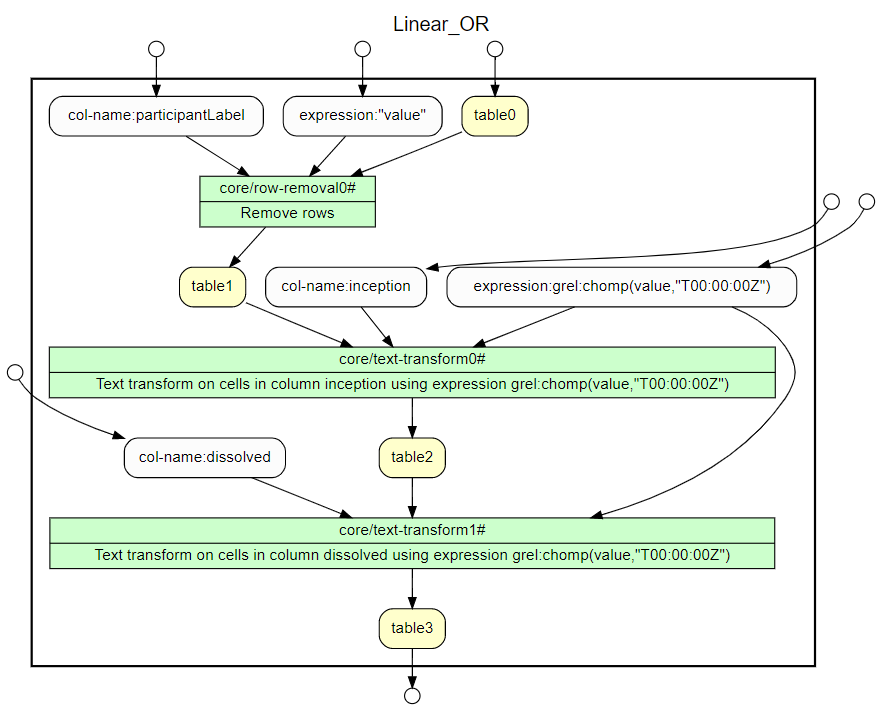 Linear_OR
col-name:participantLabel
expression:"value"
table0
core/row-removal0#
Remove rows
table1
col-name:inception
expression:grel:chomp(value,"T00:00:00Z")
core/text-transform0#
Text transform on cells in column inception using expression grel:chomp(value,"T00:00:00Z")
col-name:dissolved
table2
core/text-transform1#
Text transform on cells in column dissolved using expression grel:chomp(value,"T00:00:00Z")
table3